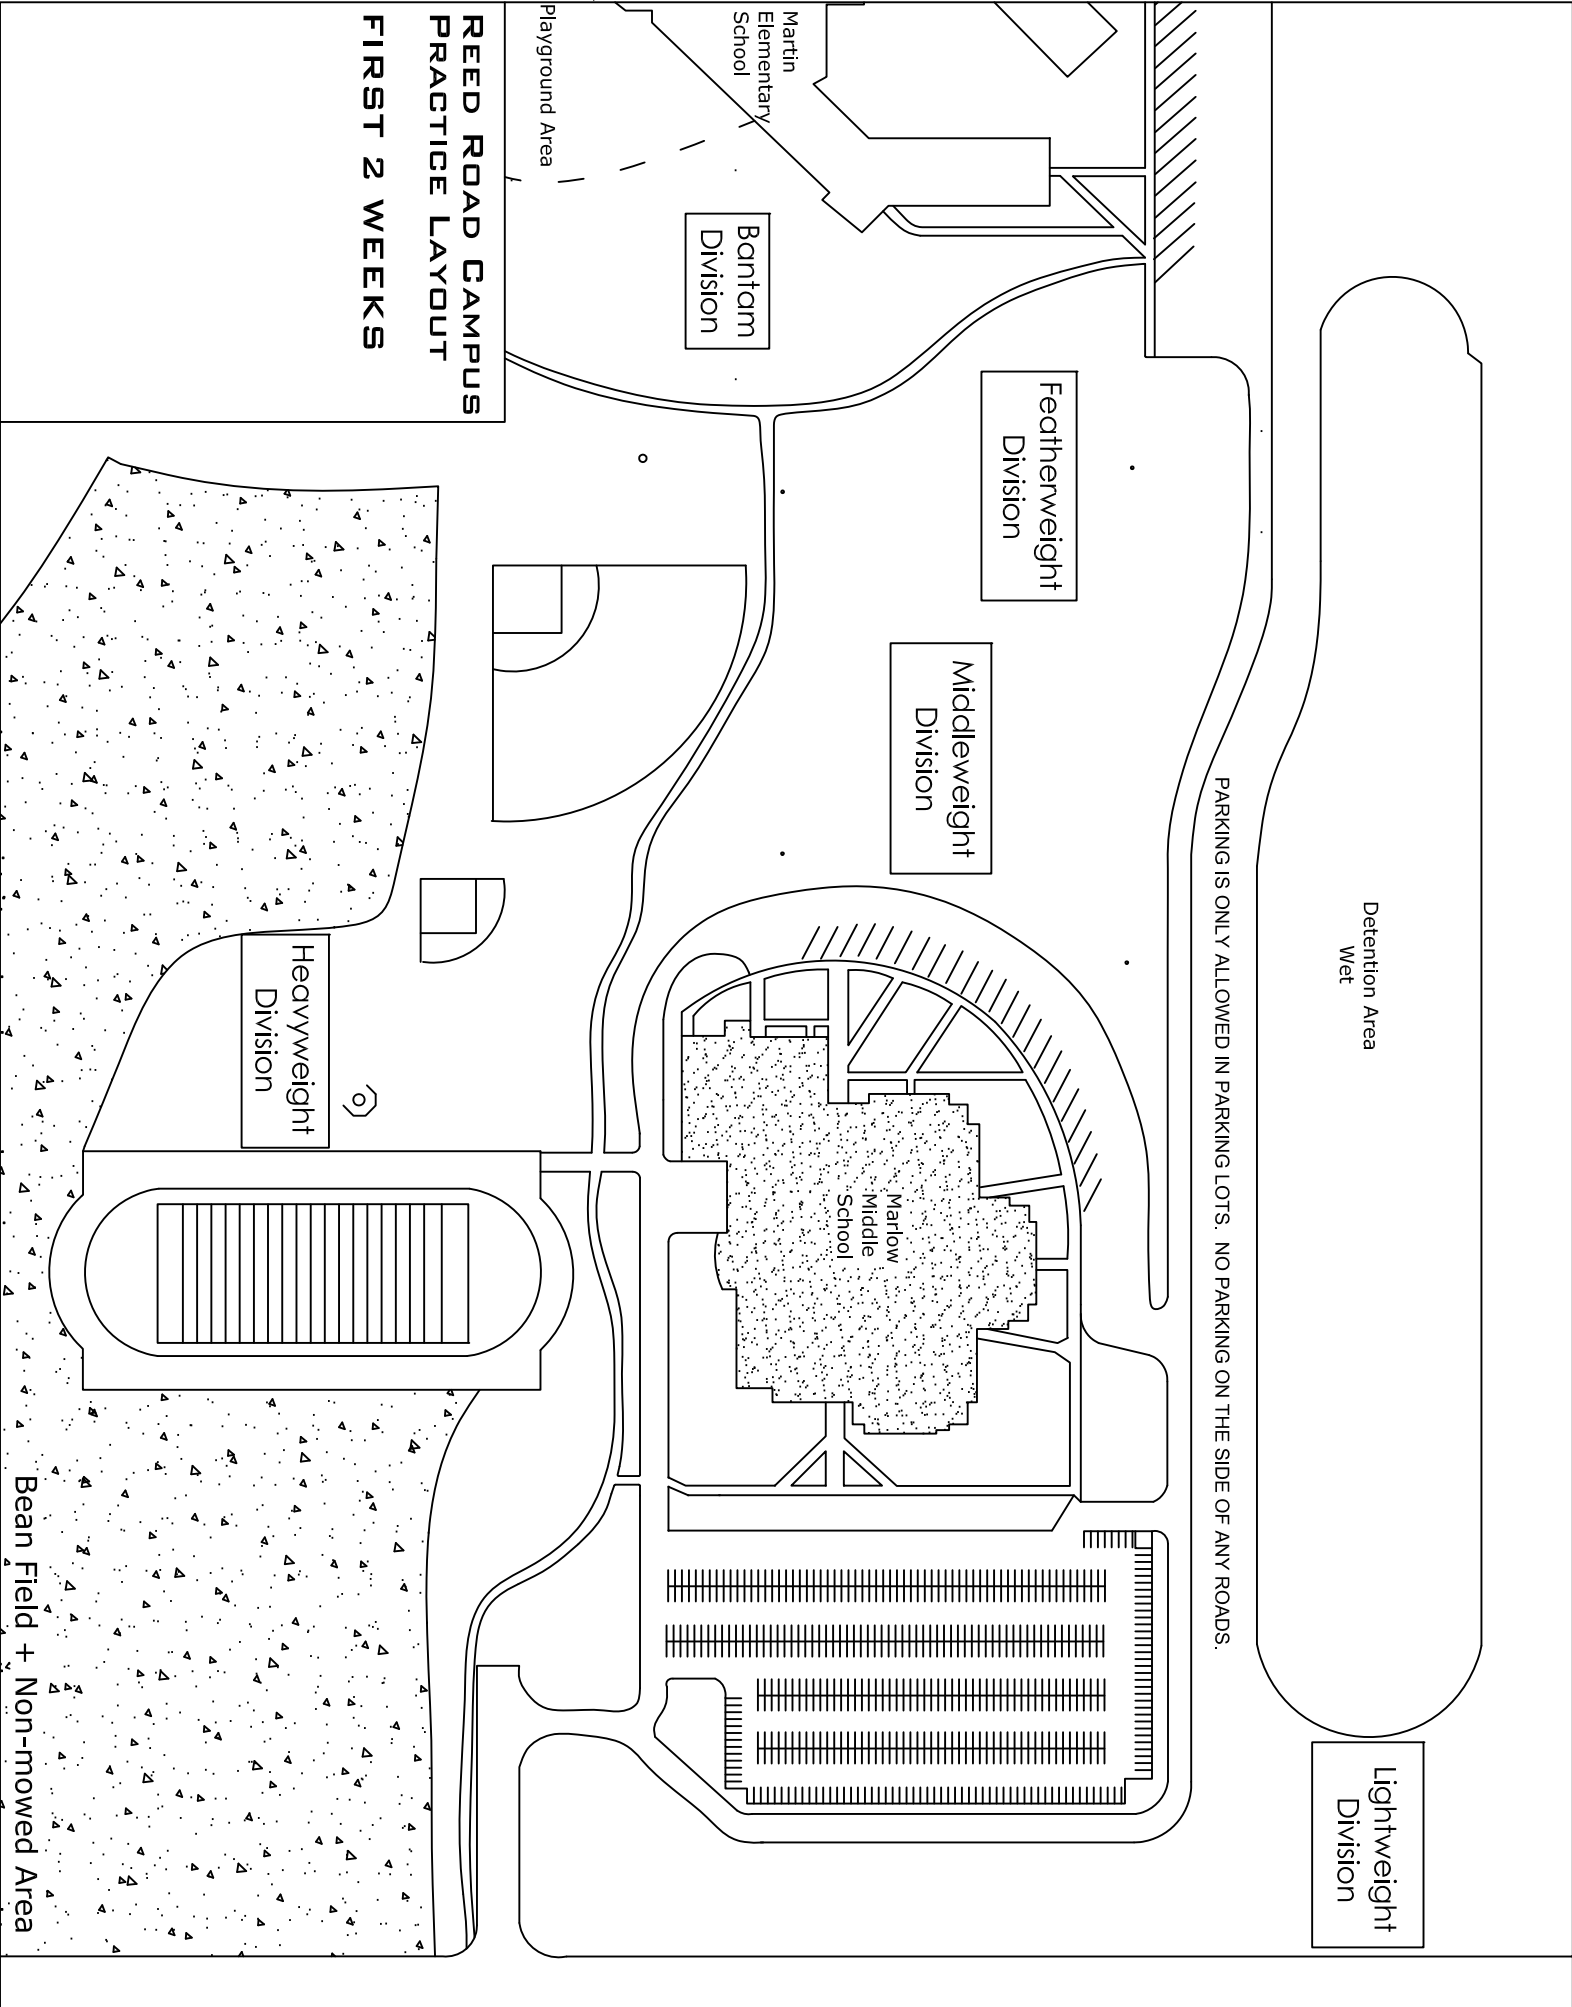 REED ROAD CAMPUS
PRACTICE LAYOUT
FIRST 2 WEEKS
Playground Area
Martin
Elementary
School
Bantam
Division
Featherweight
Division
Middleweight
Division
PARKING IS ONLY ALLOWED IN PARKING LOTS. NO PARKING ON THE SIDE OF ANY ROADS.
Detention Area
Wet
Heavyweight
Division
Marlow
Middle
School
Lightweight
Division
Bean Field + Non-mowed Area